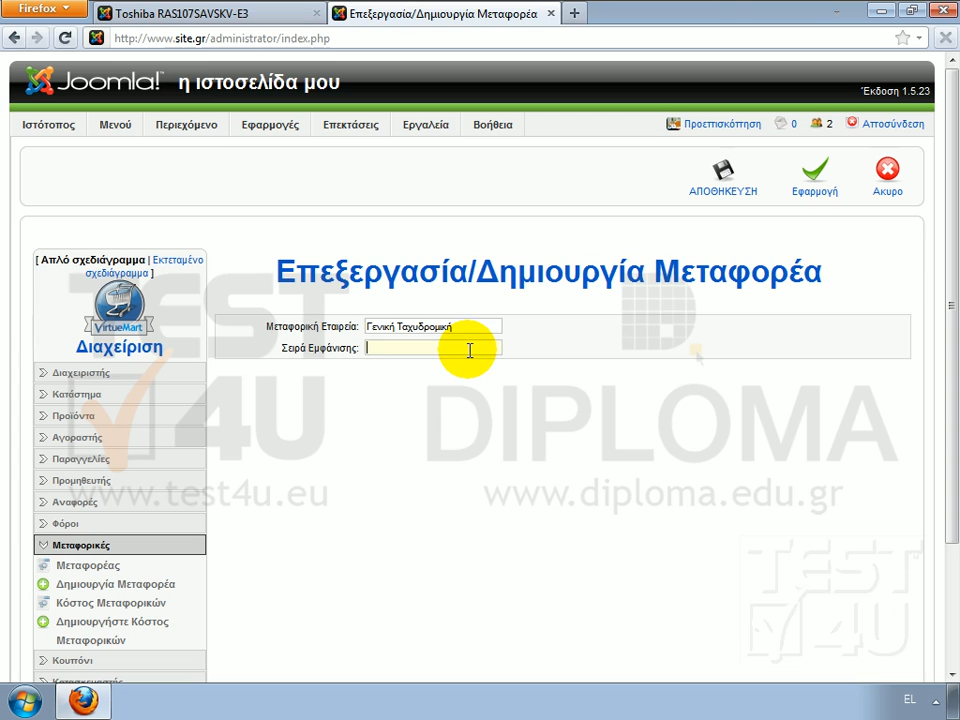 Firefox
Toshiba RAS107SAVSKV-E3
Επεξεργασία/Δημιουργία Μεταφορέα
http://www.site.gr/administrator/index.php
Joomla! η ιστοσελίδα μου
Έκδοση 1.5.23
Ιστότοπος Μενού Περιεχόμενο Εφαρμογές Επεκτάσεις Εργαλεία Βοήθεια Προεπισκόπηση 0 2 Αποσύνδεση
ΑΠΟΘΗΚΕΥΣΗ Εφαρμογή Ακυρο
[ Απλό σχεδιάγραμμα | Εκτεταμένο
σχεδιάγραμμα ]
VirtueMart
Διαχείριση
Επεξεργασία/Δημιουργία Μεταφορέα
Μεταφορική Εταιρεία: Γενική Ταχυδρομική
Σειρά Εμφάνισης:
Διαχειριστής
Κατάστημα
Προϊόντα
Αγοραστής
Παραγγελίες
Προμηθευτής
Αναφορές
Φόροι
Μεταφορικές
Μεταφορέας
Δημιουργία Μεταφορέα
Κόστος Μεταφορικών
Δημιουργήστε Κόστος
Μεταφορικών
Κουπόνι
Κατασκευαστής
TEST
4U
www.test4u.eu
DIPLOMA
www.diploma.edu.gr
TEST
4U
EL